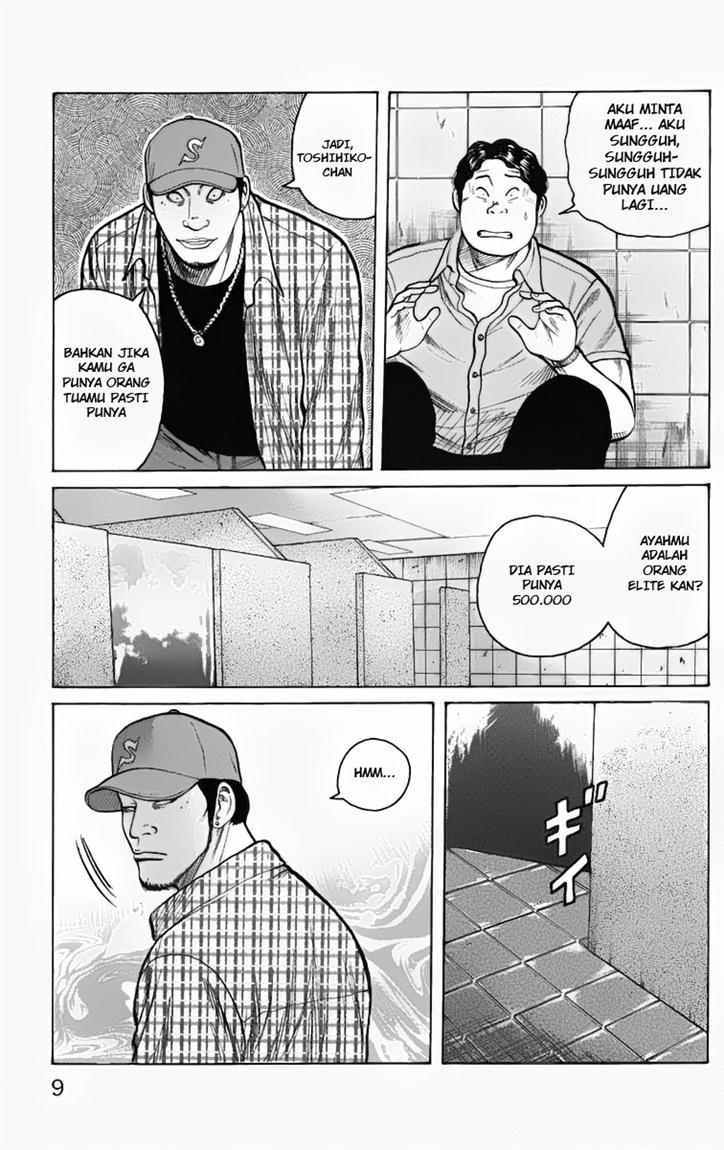 AKU MINTA
MAAF... AKU
SUNGGUH,
SUNGGUH-
SUNGGUH TIDAK
PUNYA UANG
LAGI...
JADI,
TOSHIHIKO-
CHAN
S
BAHKAN JIKA
KAMU GA
PUNYA ORANG
TUAMU PASTI
PUNYA
AYAHMU
ADALAH
ORANG
ELITE KAN?
DIA PASTI
PUNYA
500.000
ギイ
HMM...
S
9